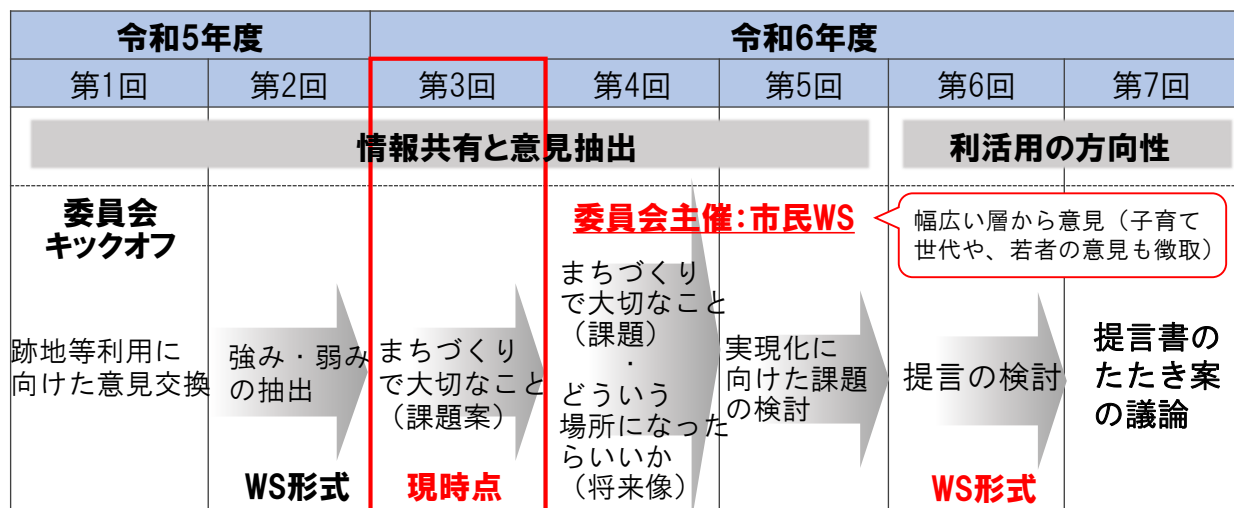 令和5年度
令和6年度
第1回
第2回
第3回
第4回
第5回
第6回
第7回
情報共有と意見抽出
利活用の方向性
委員会
キックオフ
委員会主催:市民WS
幅広い層から意見（子育て
世代や、若者の意見も徴取）
跡地等利用に
向けた意見交換
強み・弱み
の抽出
まちづくり
で大切なこと
（課題案）
まちづくり
で大切なこと
（課題）
・
どういう
場所になった
らいいか
（将来像）
実現化に
向けた課題
の検討
提言の検討
提言書の
たたき案
の議論
WS形式
現時点
WS形式